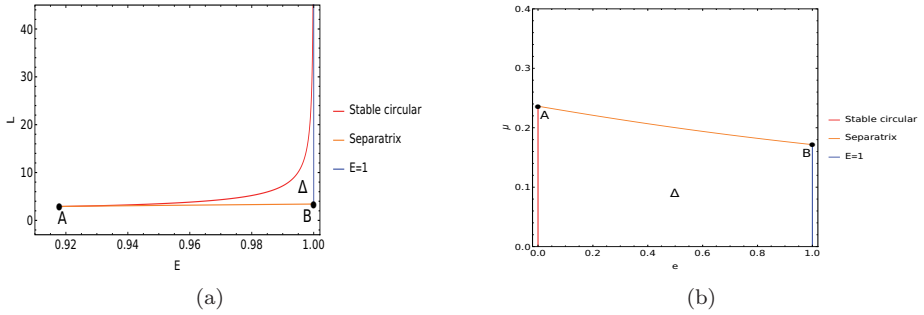 40
30
20
10
0
L
0.92 0.94 0.96 0.98 1.00
E
A
B
Δ
Stable circular
Separatrix
E=1
(a)
0.4
0.3
0.2
0.1
0.0
μ
0.0 0.2 0.4 0.6 0.8 1.0
e
A
B
Δ
Stable circular
Separatrix
E=1
(b)